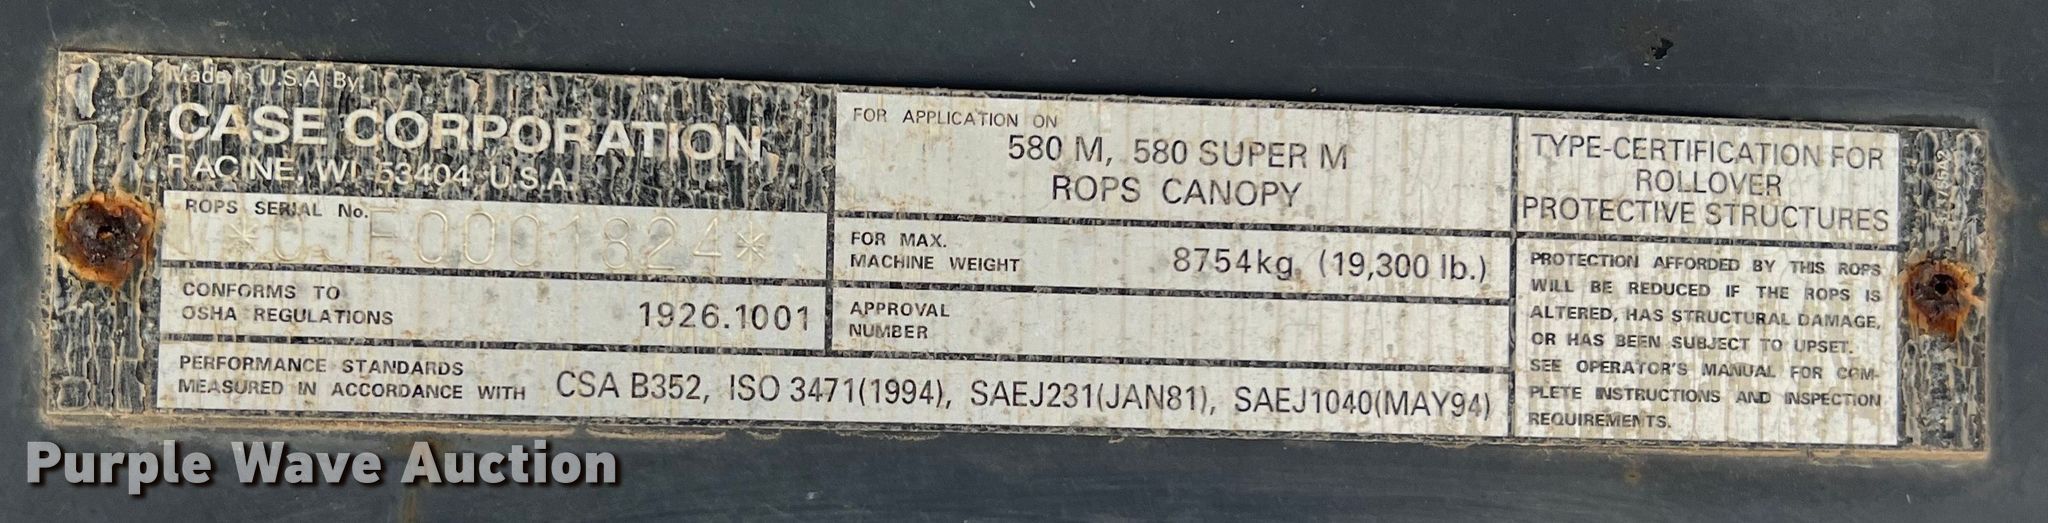 Made In U.S.A. By
CASE CORPORATION
RACINE, WI 53404 U.S.A.
ROPS SERIAL No.
*0JF0001824*
CONFORMS TO
OSHA REGULATIONS 1926.1001
PERFORMANCE STANDARDS
MEASURED IN ACCORDANCE WITH CSA B352, ISO 3471(1994), SAEJ231(JAN81), SAEJ1040(MAY94)
FOR APPLICATION ON
580 M, 580 SUPER M
ROPS CANOPY
FOR MAX.
MACHINE WEIGHT 8754kg (19,300 lb.)
APPROVAL
NUMBER
TYPE-CERTIFICATION FOR
ROLLOVER
PROTECTIVE STRUCTURES
PROTECTION AFFORDED BY THIS ROPS
WILL BE REDUCED IF THE ROPS IS
ALTERED, HAS STRUCTURAL DAMAGE,
OR HAS BEEN SUBJECT TO UPSET.
SEE OPERATOR'S MANUAL FOR COM-
PLETE INSTRUCTIONS AND INSPECTION
REQUIREMENTS.
Purple Wave Auction